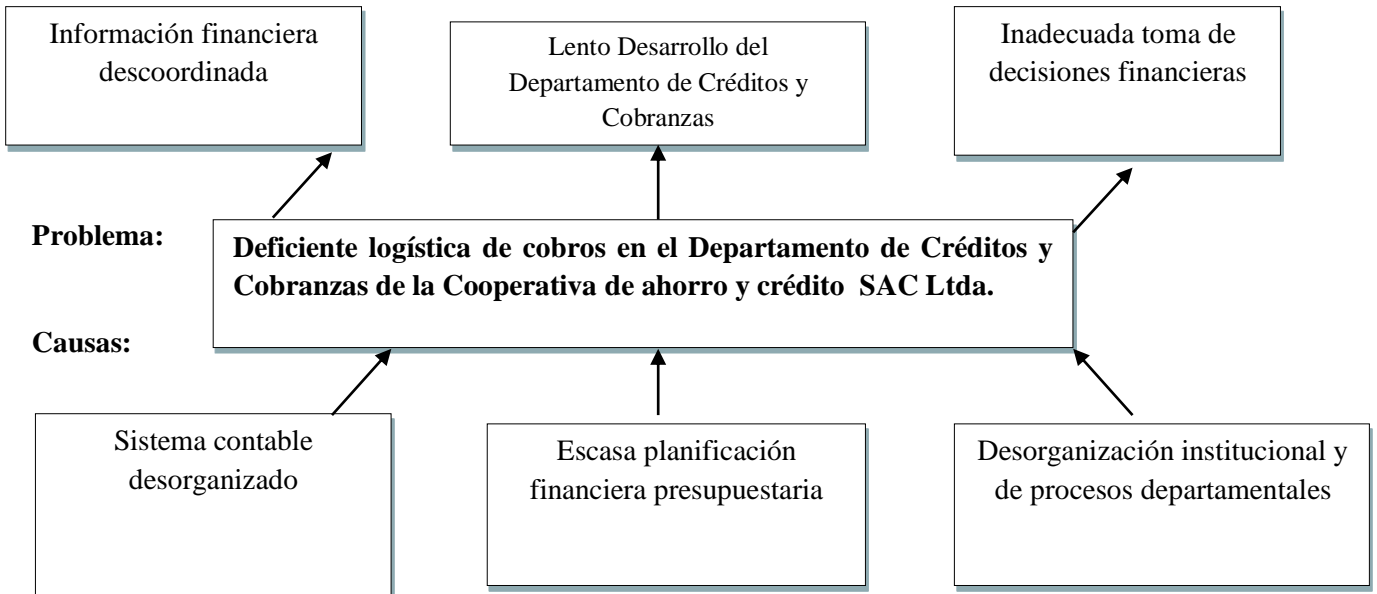 Información financiera
descoordinada
Lento Desarrollo del
Departamento de Créditos y
Cobranzas
Inadecuada toma de
decisiones financieras
Problema:
Deficiente logística de cobros en el Departamento de Créditos y
Cobranzas de la Cooperativa de ahorro y crédito SAC Ltda.
Causas:
Sistema contable
desorganizado
Escasa planificación
financiera presupuestaria
Desorganización institucional y
de procesos departamentales